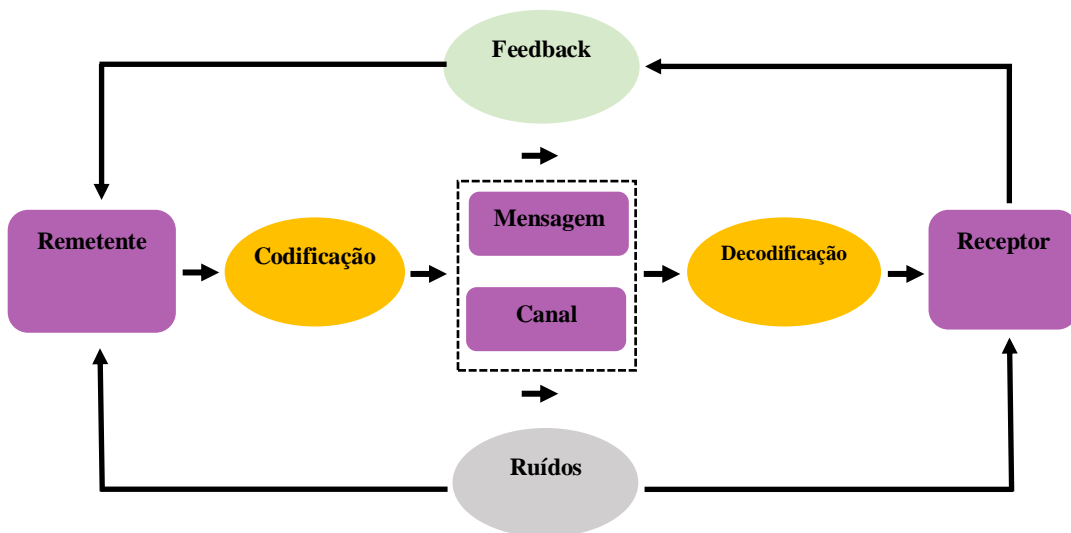 Feedback
Mensagem
Remetente
Codificação
Decodificação
Receptor
Canal
Ruídos